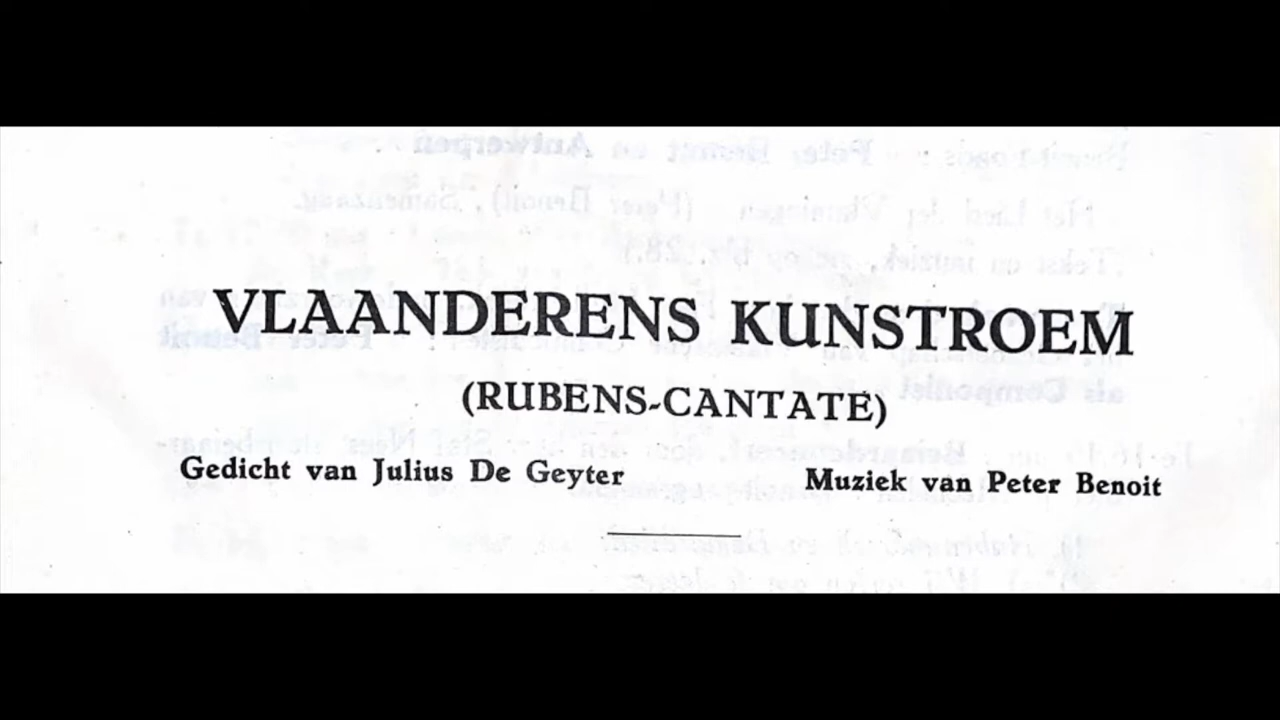 VLAANDERENS KUNSTROEM
(RUBENS-CANTATE)
Gedicht van Julius De Geyter Muziek van Peter Benoit